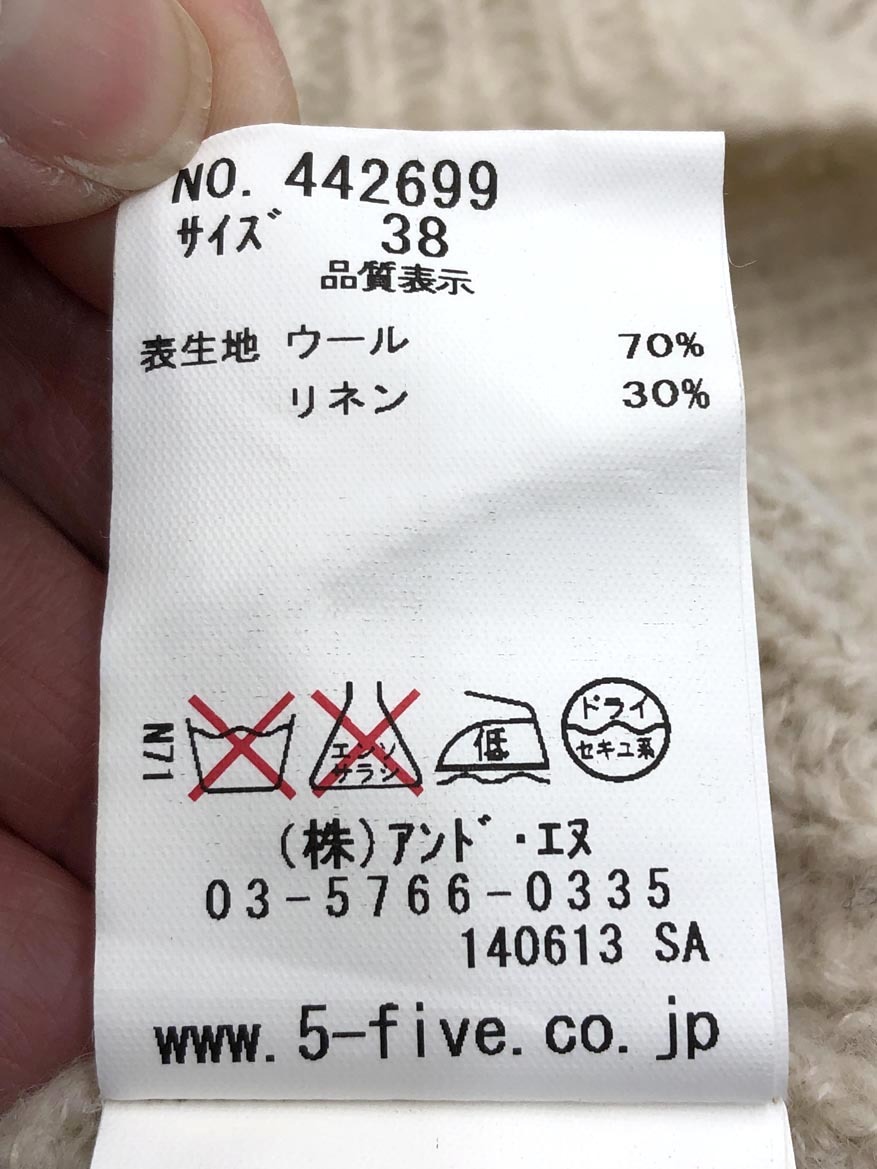 NO. 442699
サイズ 38
品質表示
表生地 ウール 70%
リネン 30%
エンソ
サラシ
低
ドライ
セキユ系
N71
(株)アンド・エヌ
03-5766-0335
140613 SA
www.5-five.co.jp